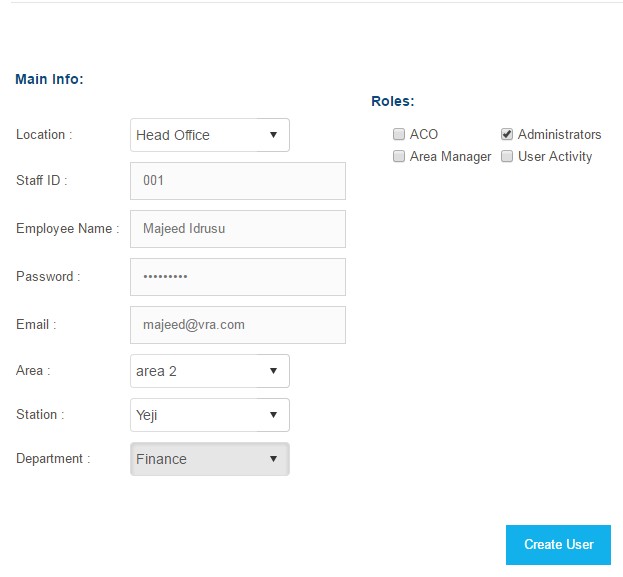 Main Info:
Roles:
Location : Head Office
ACO Administrators
Area Manager User Activity
Staff ID : 001
Employee Name : Majeed Idrusu
Password : •••••••••
Email : majeed@vra.com
Area : area 2
Station : Yeji
Department : Finance
Create User